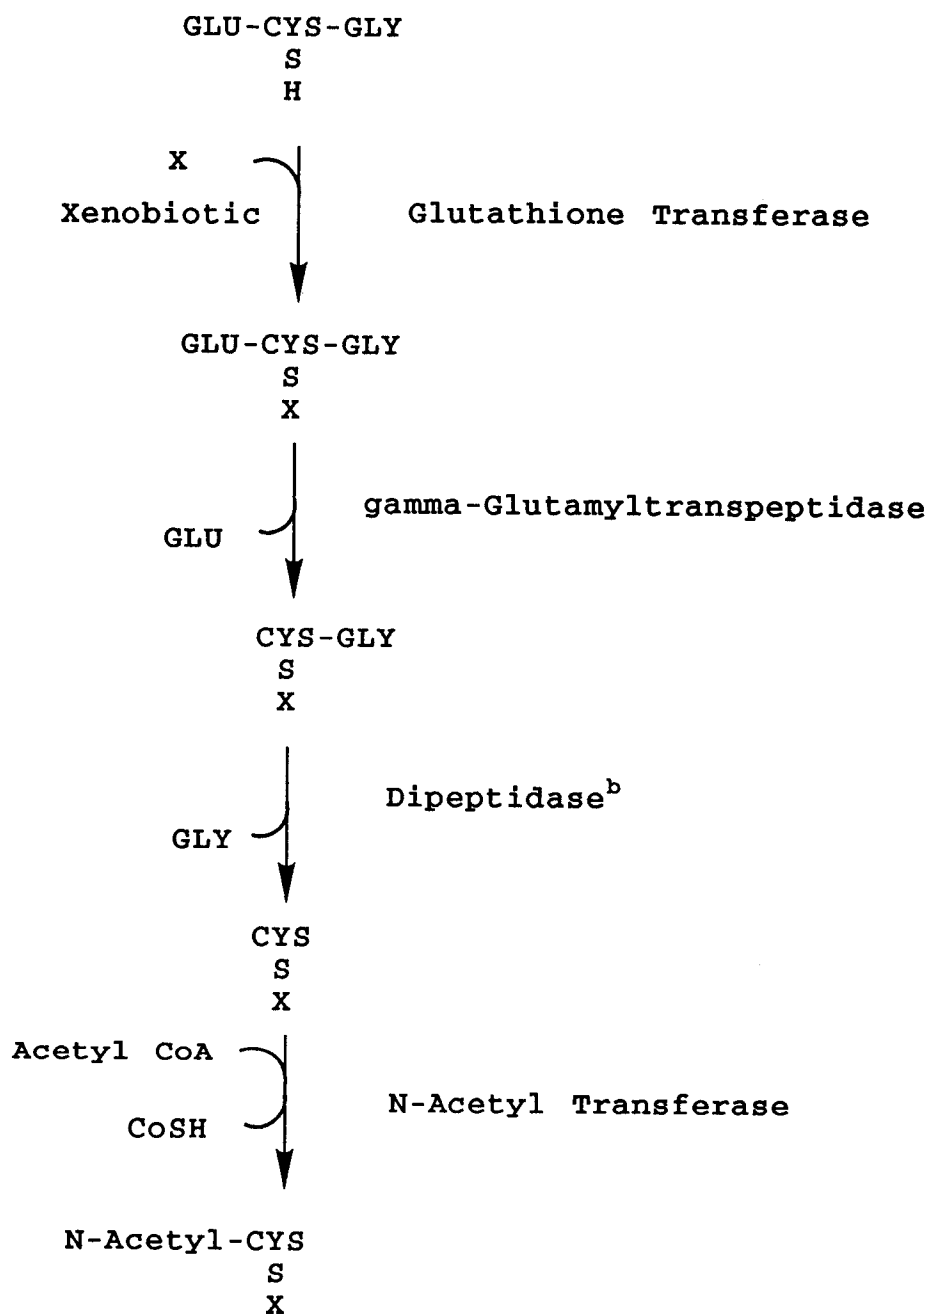 GLU-CYS-GLY
S
H
X
Xenobiotic
Glutathione Transferase
GLU-CYS-GLY
S
X
gamma-Glutamyltranspeptidase
GLU
CYS-GLY
S
X
Dipeptidaseᵇ
GLY
CYS
S
X
Acetyl CoA
N-Acetyl Transferase
CoSH
N-Acetyl-CYS
S
X